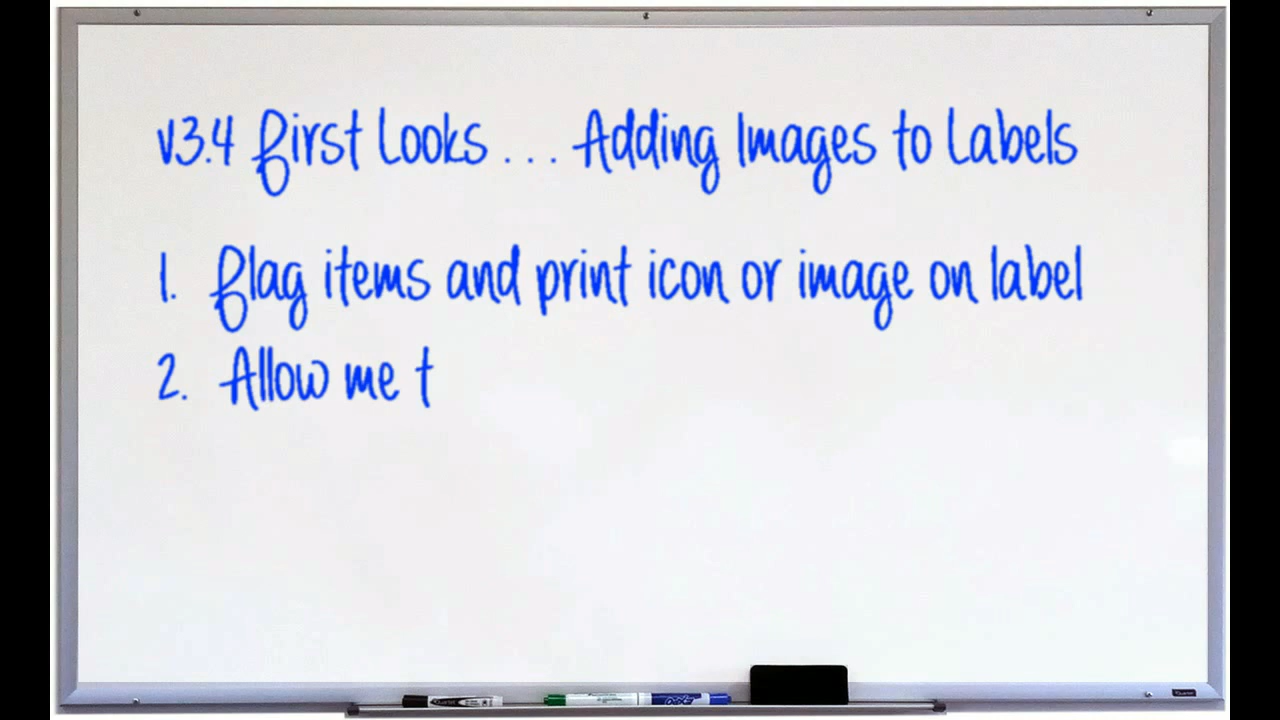 v3.4 First Looks... Adding Images to Labels
1. Flag items and print icon or image on label
2. Allow me t
Quartet